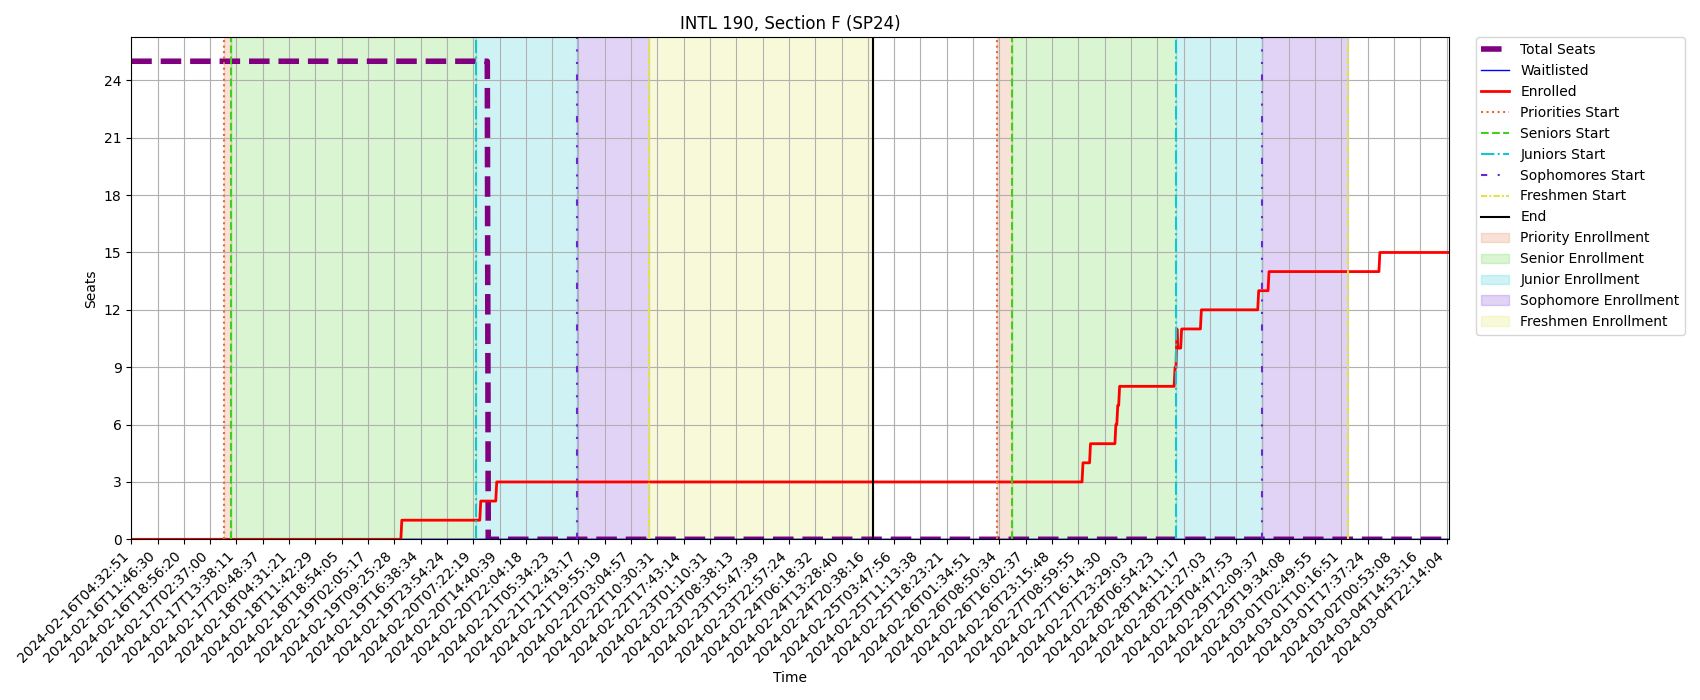 INTL 190, Section F (SP24)
Seats
24
21
18
15
12
9
6
3
0
2024-02-16T04:32:51
2024-02-16T11:46:30
2024-02-16T18:56:20
2024-02-17T02:37:00
2024-02-17T13:38:11
2024-02-17T20:48:37
2024-02-18T04:31:21
2024-02-18T11:42:29
2024-02-18T18:54:05
2024-02-19T02:05:17
2024-02-19T09:25:28
2024-02-19T16:38:34
2024-02-19T23:54:24
2024-02-20T07:22:19
2024-02-20T14:40:39
2024-02-20T22:04:18
2024-02-21T05:34:23
2024-02-21T12:43:17
2024-02-21T19:55:19
2024-02-22T03:04:57
2024-02-22T10:30:31
2024-02-22T17:43:14
2024-02-23T01:10:31
2024-02-23T08:38:13
2024-02-23T15:47:39
2024-02-23T22:57:24
2024-02-24T06:18:32
2024-02-24T13:28:40
2024-02-24T20:38:16
2024-02-25T03:47:56
2024-02-25T11:13:38
2024-02-25T18:23:21
2024-02-26T01:34:51
2024-02-26T08:50:34
2024-02-26T16:02:37
2024-02-26T23:15:48
2024-02-27T08:59:55
2024-02-27T16:14:30
2024-02-27T23:29:03
2024-02-28T06:54:23
2024-02-28T14:11:17
2024-02-28T21:27:03
2024-02-29T04:47:53
2024-02-29T12:09:37
2024-02-29T19:34:08
2024-03-01T02:49:55
2024-03-01T10:16:51
2024-03-01T17:37:24
2024-03-02T00:53:08
2024-03-04T14:53:16
2024-03-04T22:14:04
Time
Total Seats
Waitlisted
Enrolled
Priorities Start
Seniors Start
Juniors Start
Sophomores Start
Freshmen Start
End
Priority Enrollment
Senior Enrollment
Junior Enrollment
Sophomore Enrollment
Freshmen Enrollment